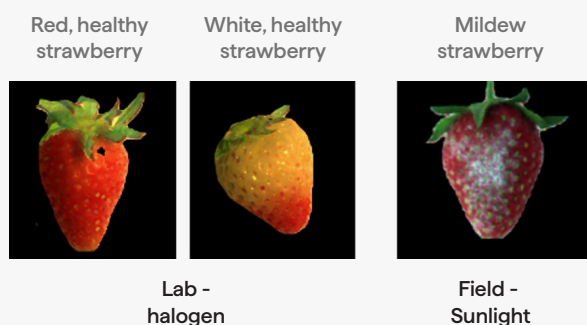 Red, healthy
strawberry
White, healthy
strawberry
Mildew
strawberry
Lab -
halogen
Field -
Sunlight